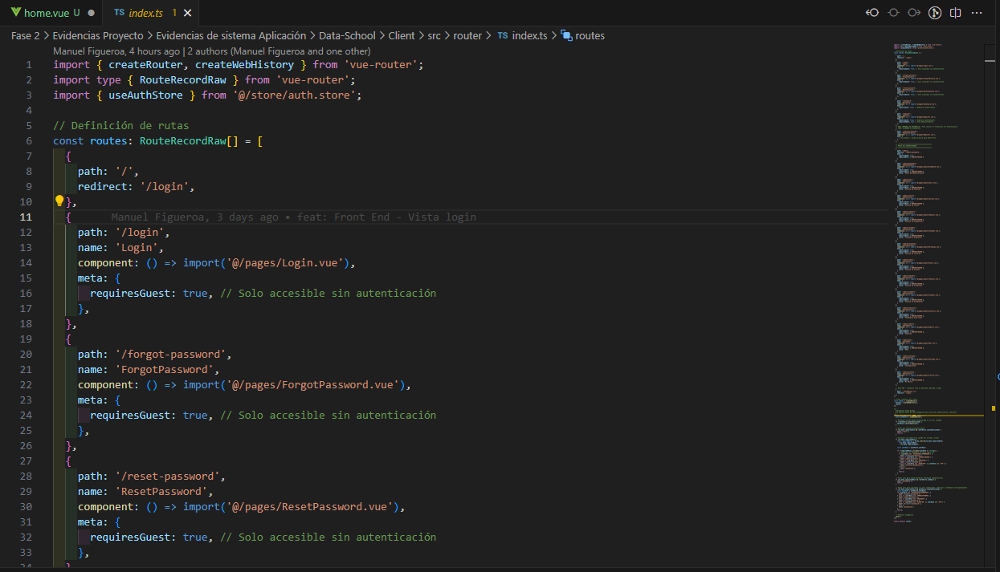 home.vue U
TS index.ts 1
Fase 2 > Evidencias Proyecto > Evidencias de sistema Aplicación > Data-School > Client > src > router > TS index.ts > routes
Manuel Figueroa, 4 hours ago | 2 authors (Manuel Figueroa and one other)
1 import { createRouter, createWebHistory } from 'vue-router';
2 import type { RouteRecordRaw } from 'vue-router';
3 import { useAuthStore } from '@/store/auth.store';
4
5 // Definición de rutas
6 const routes: RouteRecordRaw[] = [
7 {
8 path: '/',
9 redirect: '/login',
10 },
11 { Manuel Figueroa, 3 days ago • feat: Front End - Vista login
12 path: '/login',
13 name: 'Login',
14 component: () => import('@/pages/Login.vue'),
15 meta: {
16 requiresGuest: true, // Solo accesible sin autenticación
17 },
18 },
19 {
20 path: '/forgot-password',
21 name: 'ForgotPassword',
22 component: () => import('@/pages/ForgotPassword.vue'),
23 meta: {
24 requiresGuest: true, // Solo accesible sin autenticación
25 },
26 },
27 {
28 path: '/reset-password',
29 name: 'ResetPassword',
30 component: () => import('@/pages/ResetPassword.vue'),
31 meta: {
32 requiresGuest: true, // Solo accesible sin autenticación
33 },
34 }